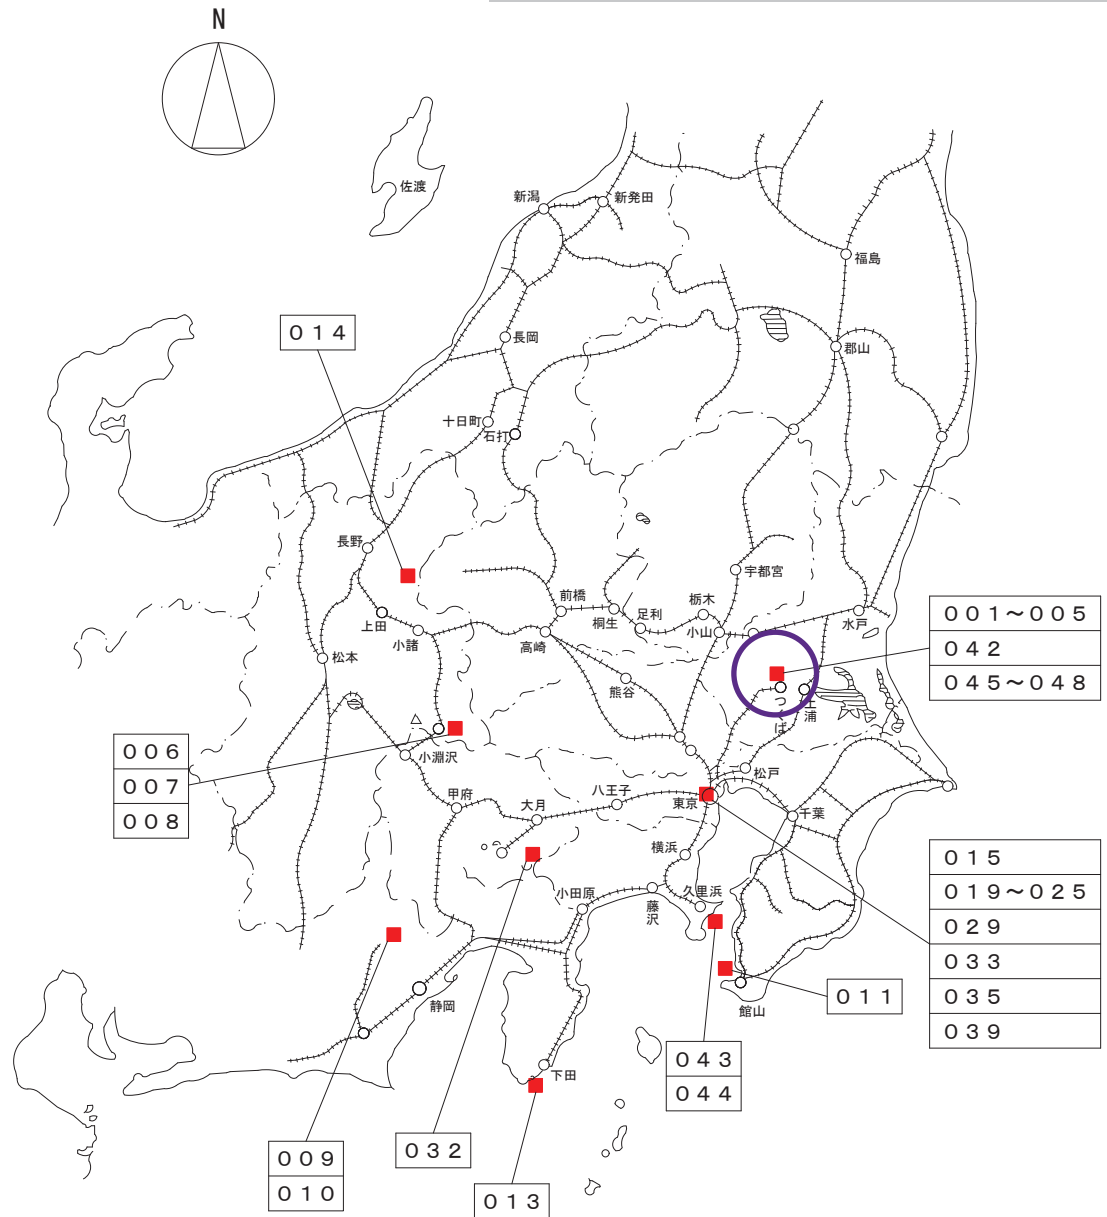 N
佐渡
新潟
新発田
福島
長岡
郡山
０１４
十日町
石打
長野
宇都宮
前橋
桐生
足利
栃木
小山
水戸
上田
小諸
高崎
松本
熊谷
つくば
土浦
００１～００５
０４２
０４５～０４８
００６
００７
００８
小淵沢
甲府
大月
八王子
東京
松戸
千葉
横浜
小田原
藤沢
久里浜
０１５
０１９～０２５
０２９
０３３
０３５
０３９
静岡
館山
０１１
０４３
０４４
下田
０３２
００９
０１０
０１３